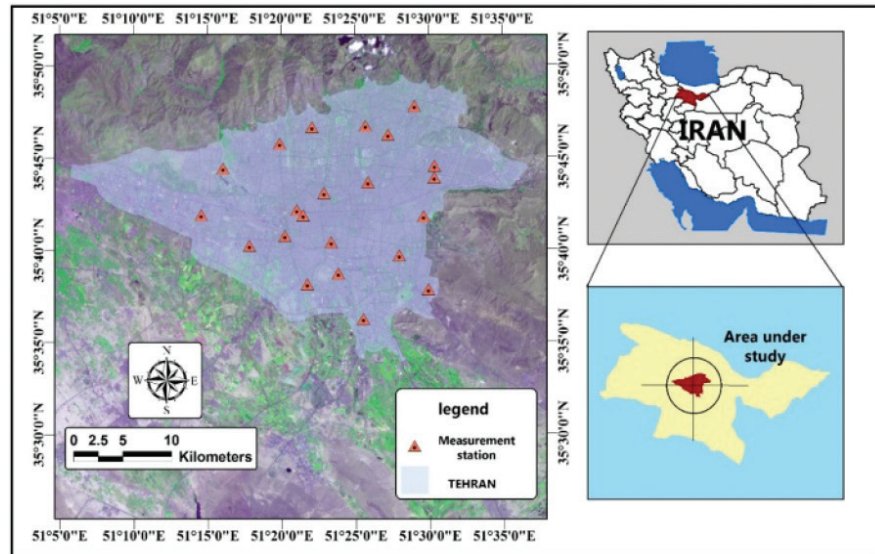 51°5'0"E 51°10'0"E 51°15'0"E 51°20'0"E 51°25'0"E 51°30'0"E 51°35'0"E
35°50'0"N
35°45'0"N
35°40'0"N
35°35'0"N
35°30'0"N
35°50'0"N
35°45'0"N
35°40'0"N
35°35'0"N
35°30'0"N
N
W E
S
0 2.5 5 10
Kilometers
legend
Measurement
station
TEHRAN
51°5'0"E 51°10'0"E 51°15'0"E 51°20'0"E 51°25'0"E 51°30'0"E 51°35'0"E
IRAN
Area under
study